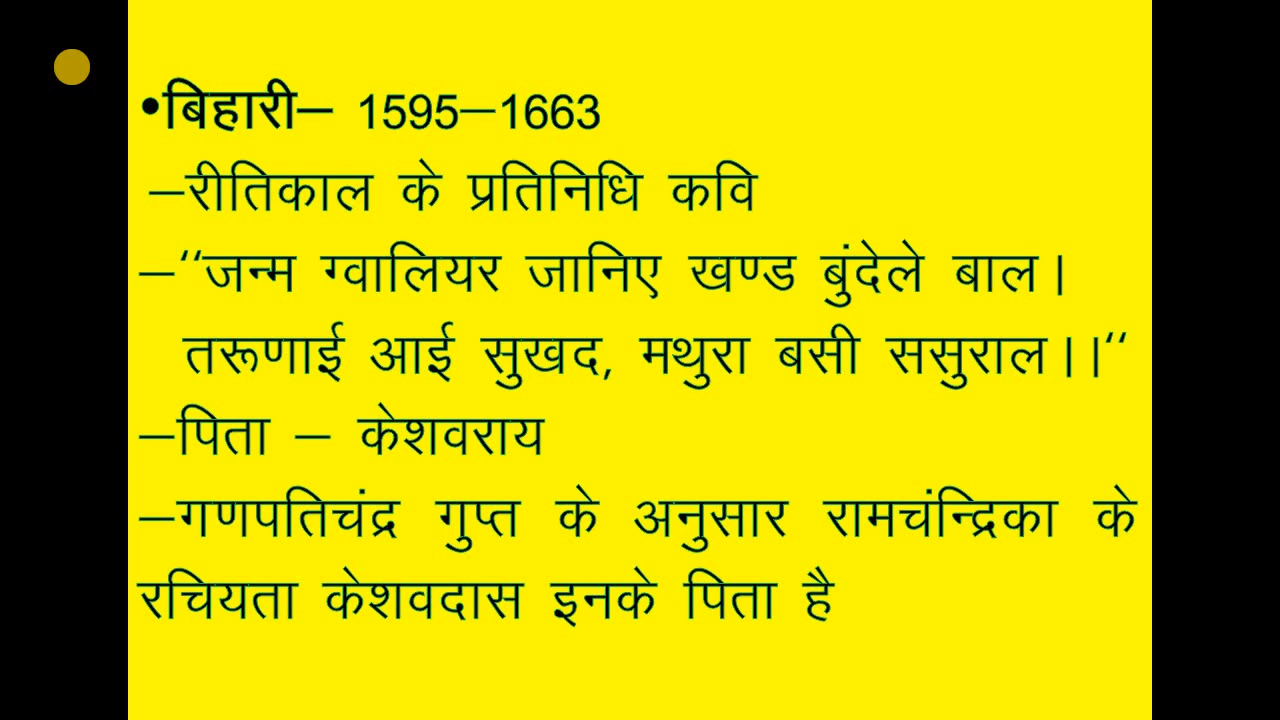 •बिहारी– 1595–1663
–रीतिकाल के प्रतिनिधि कवि
–‘‘जन्म ग्वालियर जानिए खण्ड बुंदेले बाल।
तरूणाई आई सुखद, मथुरा बसी ससुराल।।‘‘
–पिता – केशवराय
–गणपतिचंद्र गुप्त के अनुसार रामचंन्द्रिका के
रचियता केशवदास इनके पिता है